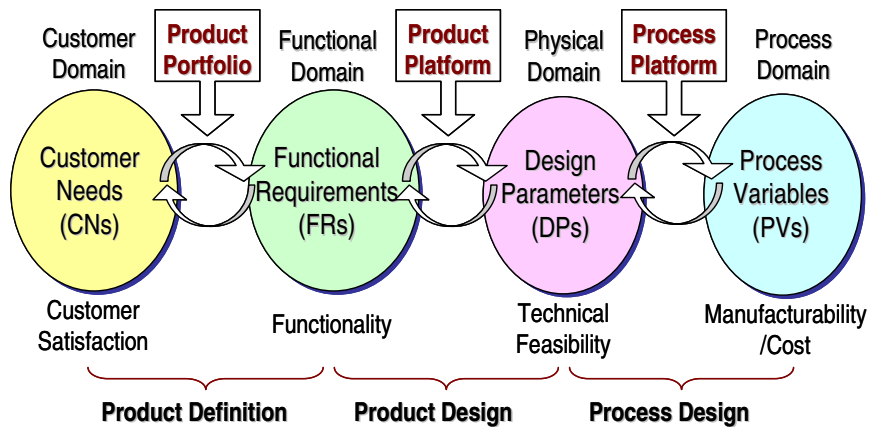 Customer
Domain
Product
Portfolio
Functional
Domain
Product
Platform
Physical
Domain
Process
Platform
Process
Domain
Customer
Needs
(CNs)
Functional
Requirements
(FRs)
Design
Parameters
(DPs)
Process
Variables
(PVs)
Customer
Satisfaction
Functionality
Technical
Feasibility
Manufacturability
/Cost
Product Definition
Product Design
Process Design